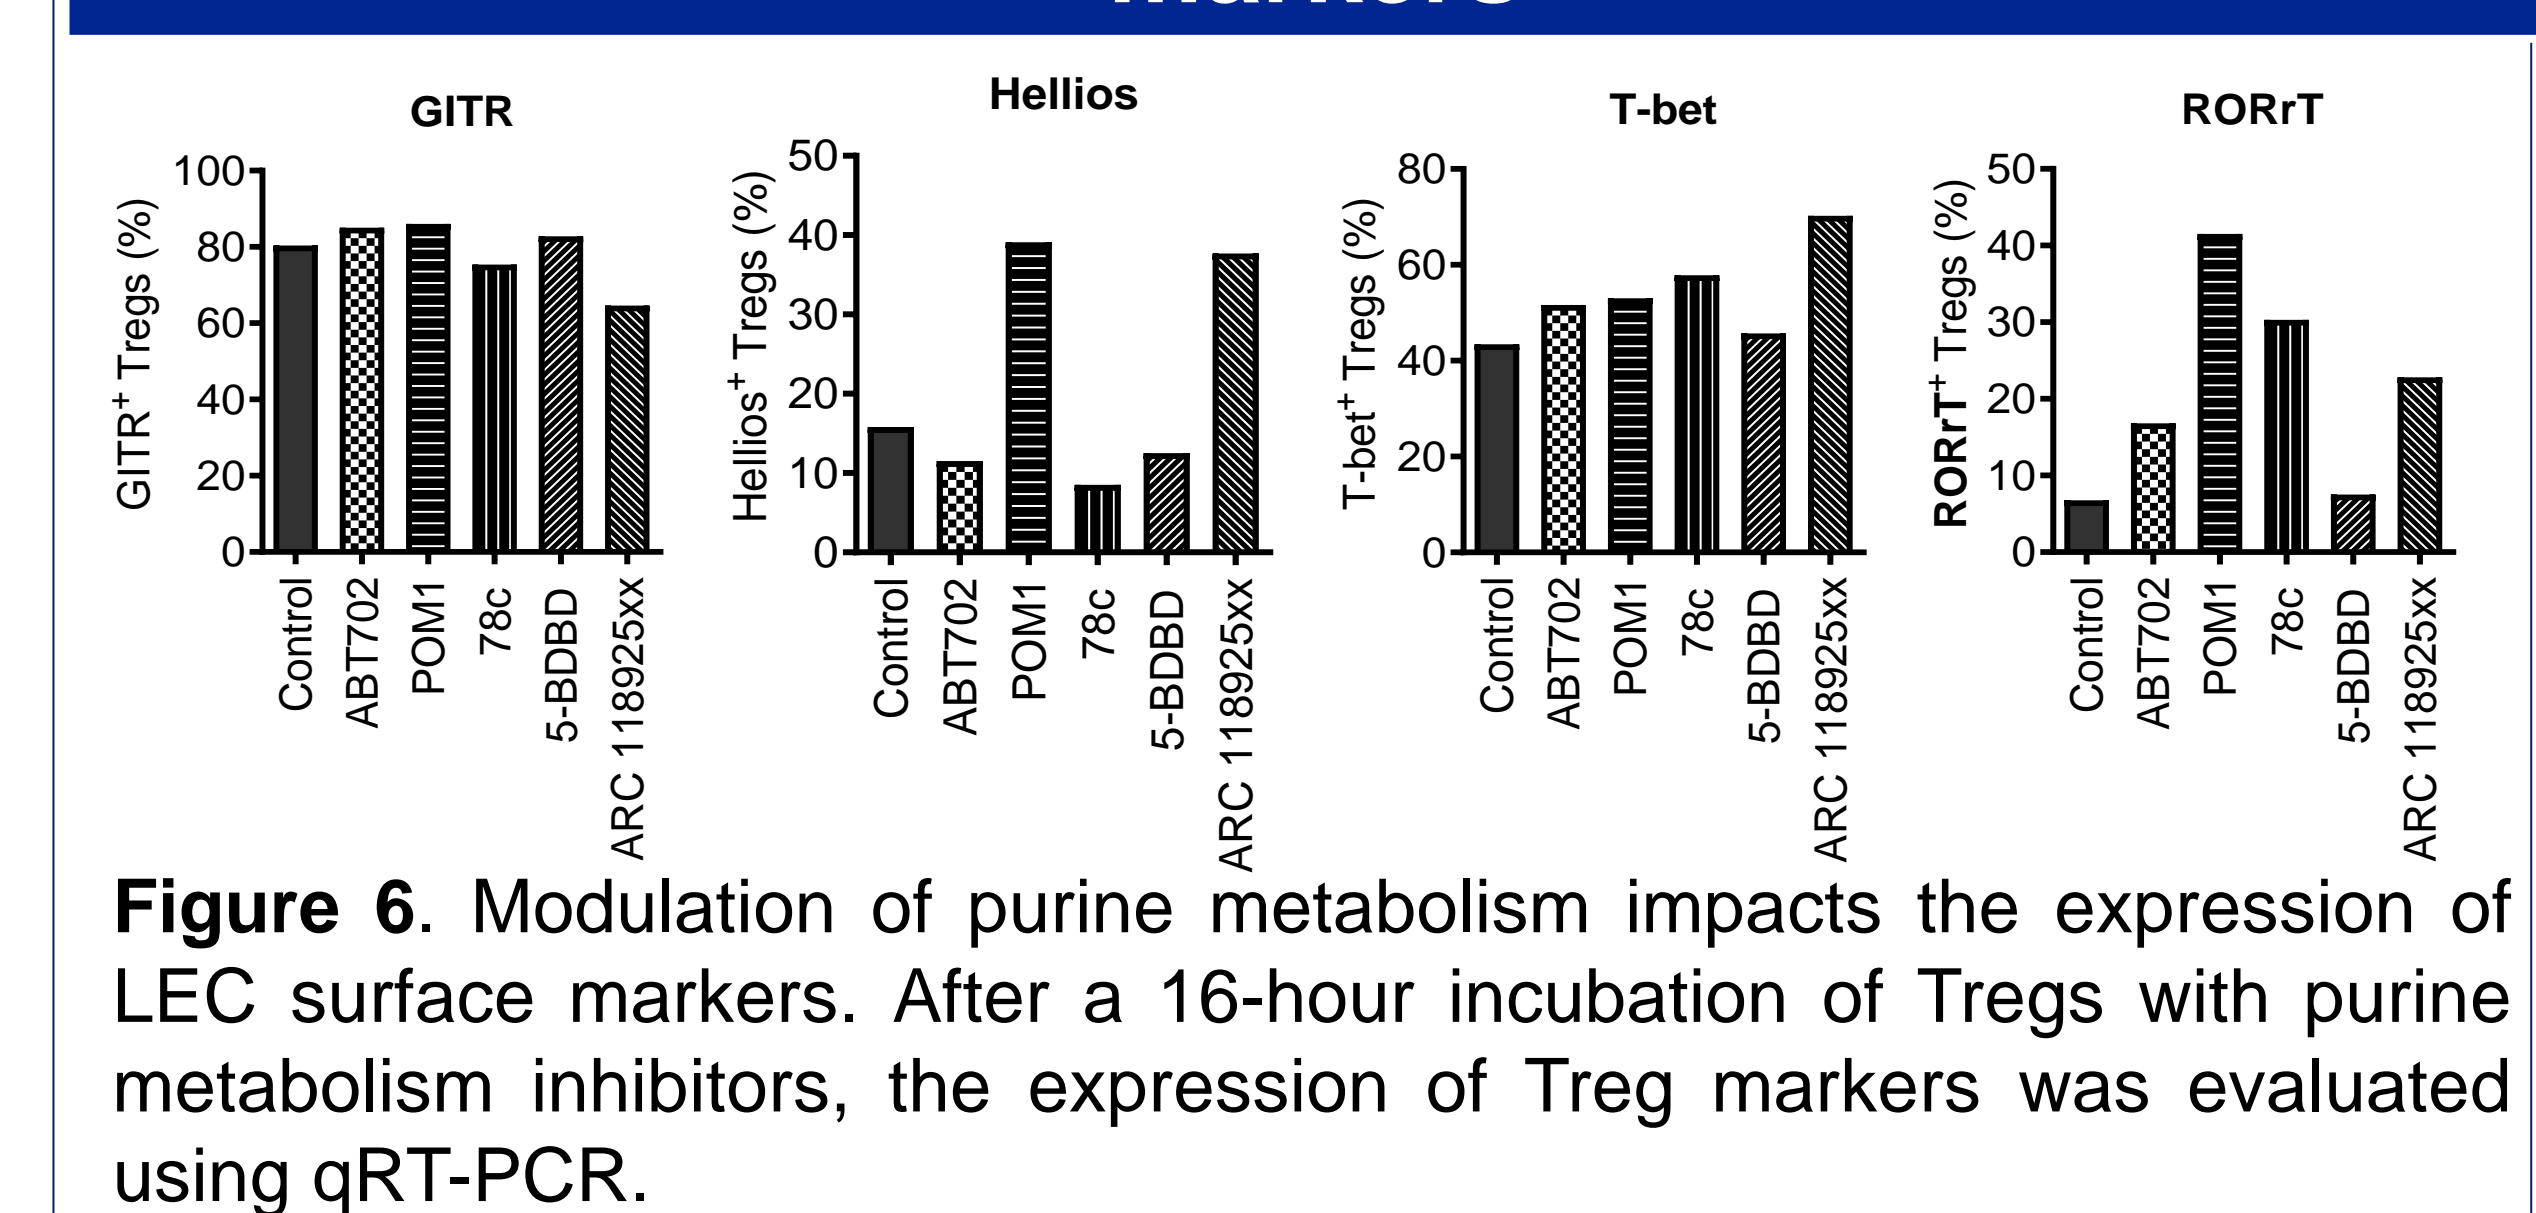 markers
GITR
GITR+ Tregs (%)
100
80
60
40
20
0
Control
ABT702
POM1
78c
5-BDBD
ARC 118925xx
Hellios
Hellios+ Tregs (%)
50
40
30
20
10
0
Control
ABT702
POM1
78c
5-BDBD
ARC 118925xx
T-bet
T-bet+ Tregs (%)
80
60
40
20
0
Control
ABT702
POM1
78c
5-BDBD
ARC 118925xx
RORrT
RORrT+ Tregs (%)
50
40
30
20
10
0
Control
ABT702
POM1
78c
5-BDBD
ARC 118925xx
Figure 6. Modulation of purine metabolism impacts the expression of
LEC surface markers. After a 16-hour incubation of Tregs with purine
metabolism inhibitors, the expression of Treg markers was evaluated
using qRT-PCR.